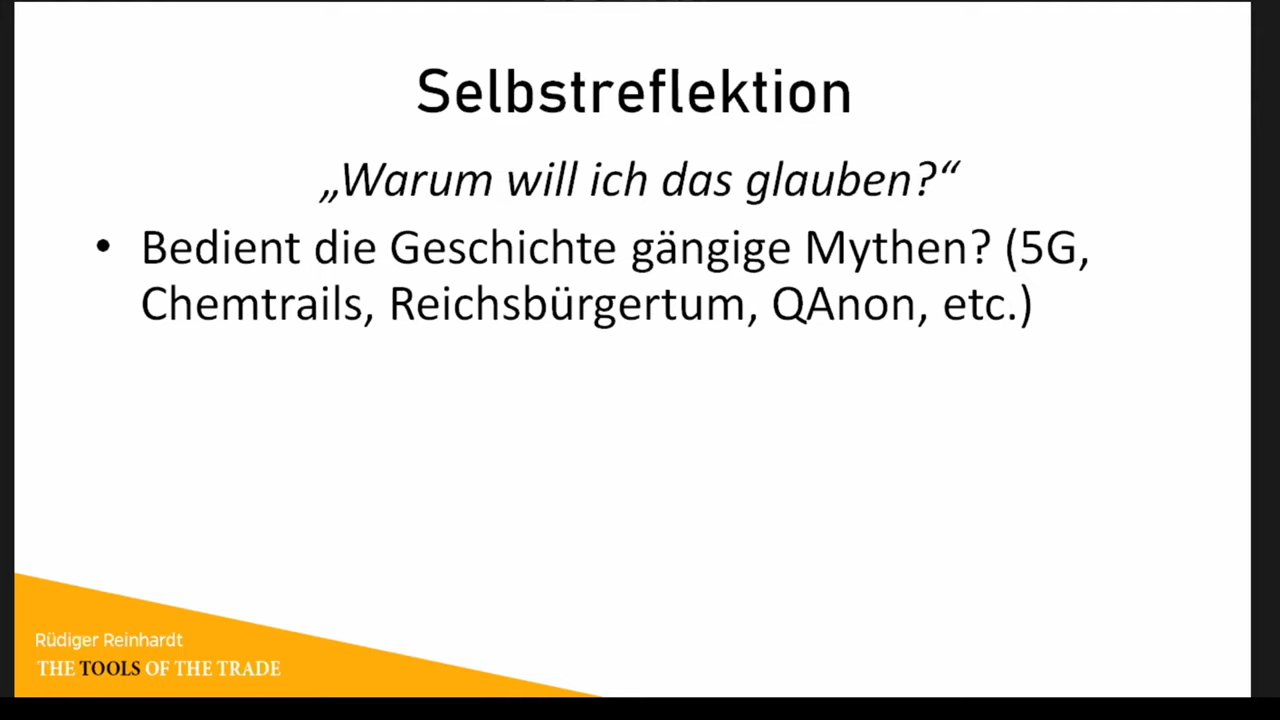 Selbstreflektion
„Warum will ich das glauben?“
• Bedient die Geschichte gängige Mythen? (5G,
Chemtrails, Reichsbürgertum, QAnon, etc.)
Rüdiger Reinhardt
THE TOOLS OF THE TRADE